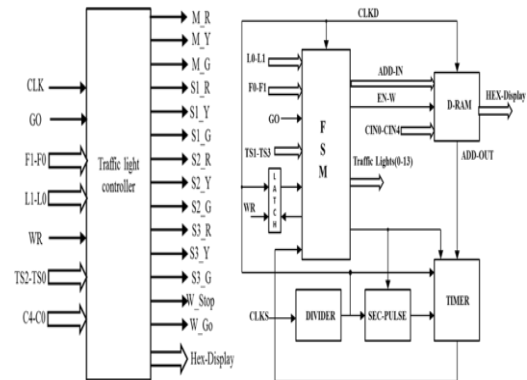 CLK
GO
F1-F0
L1-L0
WR
TS2-TS0
C4-C0
Traffic light
controller
M_R
M_Y
M_G
S1_R
S1_Y
S1_G
S2_R
S2_Y
S2_G
S3_R
S3_Y
S3_G
W_Stop
W_Go
Hex-Display
CLKD
L0-L1
F0-F1
GO
TS1-TS3
LATCH
WR
FSM
ADD-IN
EN-W
CIN0-CIN4
D-RAM
HEX-Display
ADD-OUT
Traffic Lights(0-13)
CLKS
DIVIDER
SEC-PULSE
TIMER